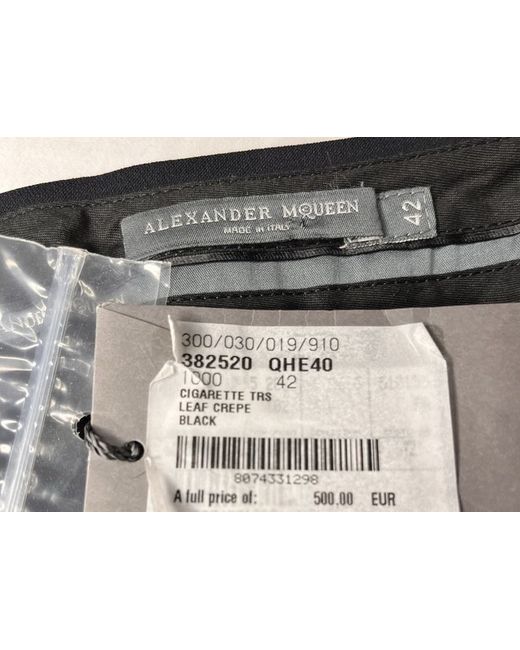 ALEXANDER McQUEEN
MADE IN ITALY
42
300/030/019/910
382520 QHE40
1000 42
CIGARETTE TRS
LEAF CREPE
BLACK
8074331298
A full price of: 500,00 EUR